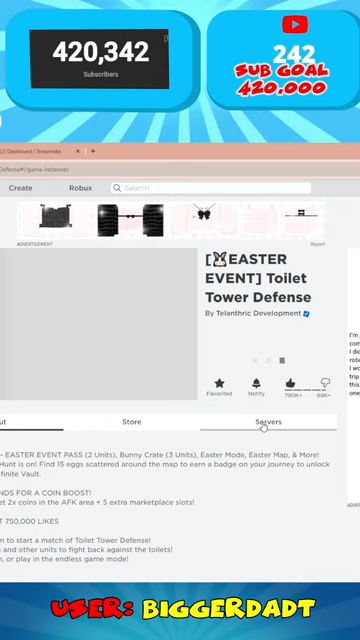 420,342
Subscribers
242
SUB GOAL
420,000
Dashboard / Streamlabs
Defense#!/game-instances
Create
Robux
Search
ADVERTISEMENT
Report
[🐰EASTER
EVENT] Toilet
Tower Defense
By Telanthric Development
Favorited
Notify
790K+
89K+
Store
Servers
- EASTER EVENT PASS (2 Units), Bunny Crate (3 Units), Easter Mode, Easter Map, & More!
Hunt is on! Find 15 eggs scattered around the map to earn a badge on your journey to unlock
FOR A COIN BOOST!
2x coins in the AFK area + 5 extra marketplace slots!
750,000 LIKES
to start a match of Toilet Tower Defense!
and other units to fight back against the toilets!
or play in the endless game mode!
USER: BIGGERDADT